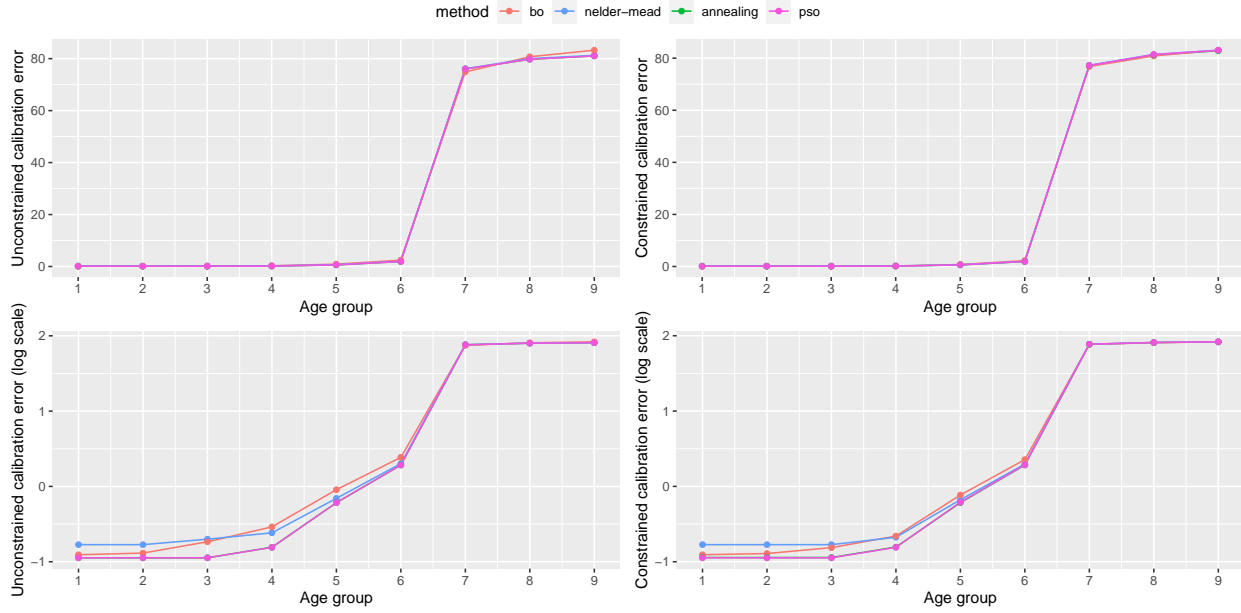 method bo nelder−mead annealing pso
Unconstrained calibration error
80
60
40
20
0
1 2 3 4 5 6 7 8 9
Age group
Constrained calibration error
80
60
40
20
0
1 2 3 4 5 6 7 8 9
Age group
Unconstrained calibration error (log scale)
2
1
0
−1
1 2 3 4 5 6 7 8 9
Age group
Constrained calibration error (log scale)
2
1
0
−1
1 2 3 4 5 6 7 8 9
Age group